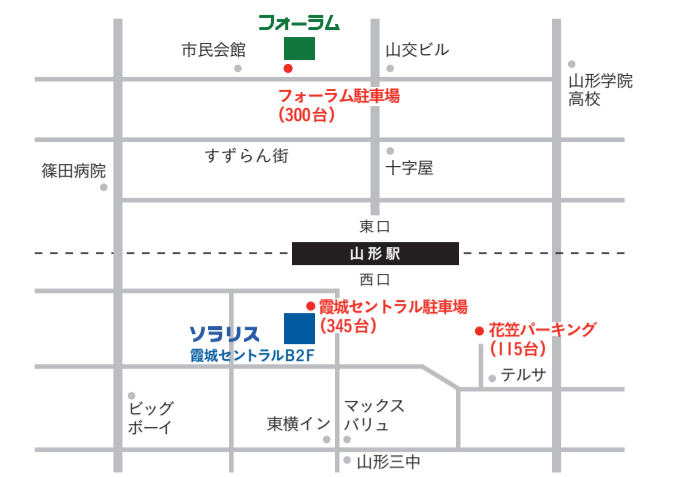 フォーラム
市民会館
山交ビル
山形学院
高校
フォーラム駐車場
(300台)
すずらん街
十字屋
篠田病院
東口
山形駅
西口
霞城セントラル駐車場
(345台)
ソラリス
霞城セントラルB2F
花笠パーキング
(115台)
テルサ
ビッグ
ボーイ
東横イン
マックス
バリュ
山形三中